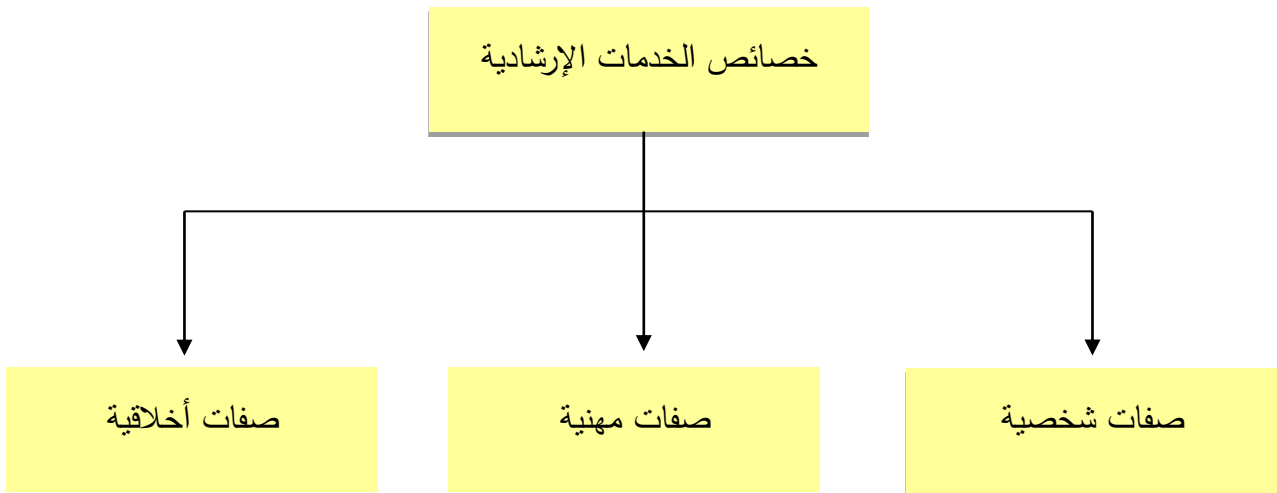 خصائص الخدمات الإرشادية
صفات شخصية
صفات مهنية
صفات أخلاقية